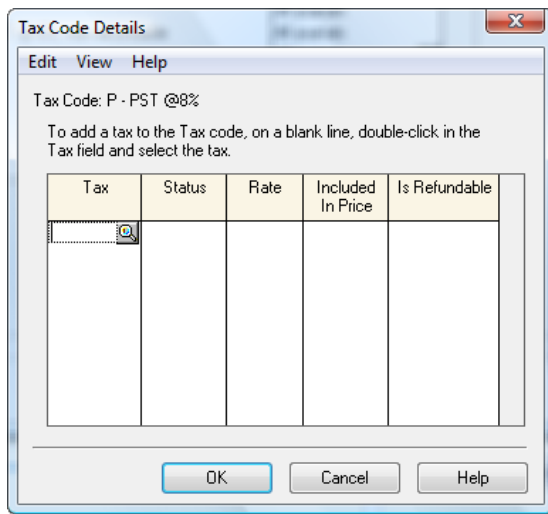 Tax Code Details
Edit View Help
Tax Code: P - PST @8%
To add a tax to the Tax code, on a blank line, double-click in the
Tax field and select the tax.
Tax Status Rate Included In Price Is Refundable
OK Cancel Help